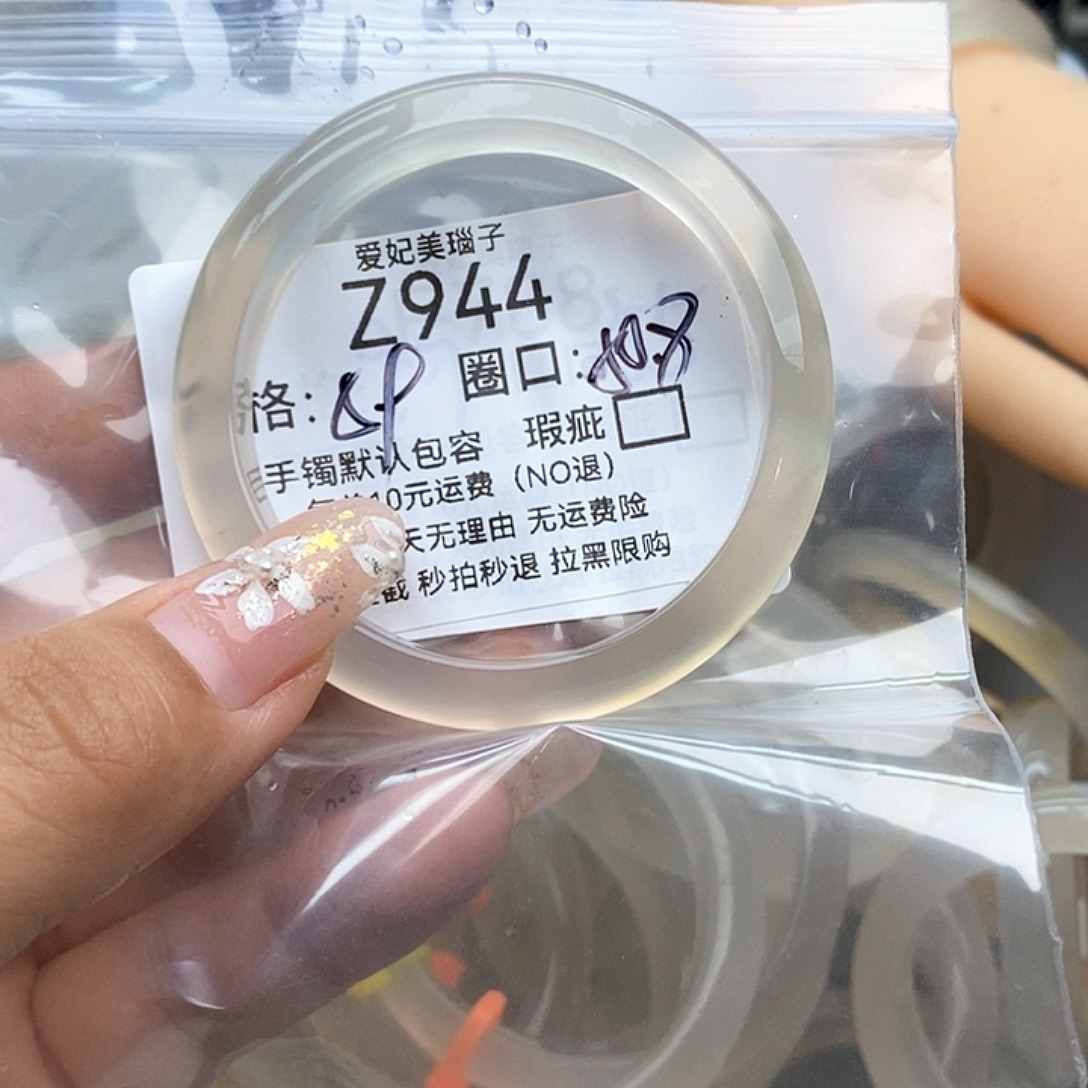 爱妃美瑙子
Z944
格: 圈口:
手镯默认包容 瑕疵
10元运费 (NO退)
天无理由 无运费险
截 秒拍秒退 拉黑限购